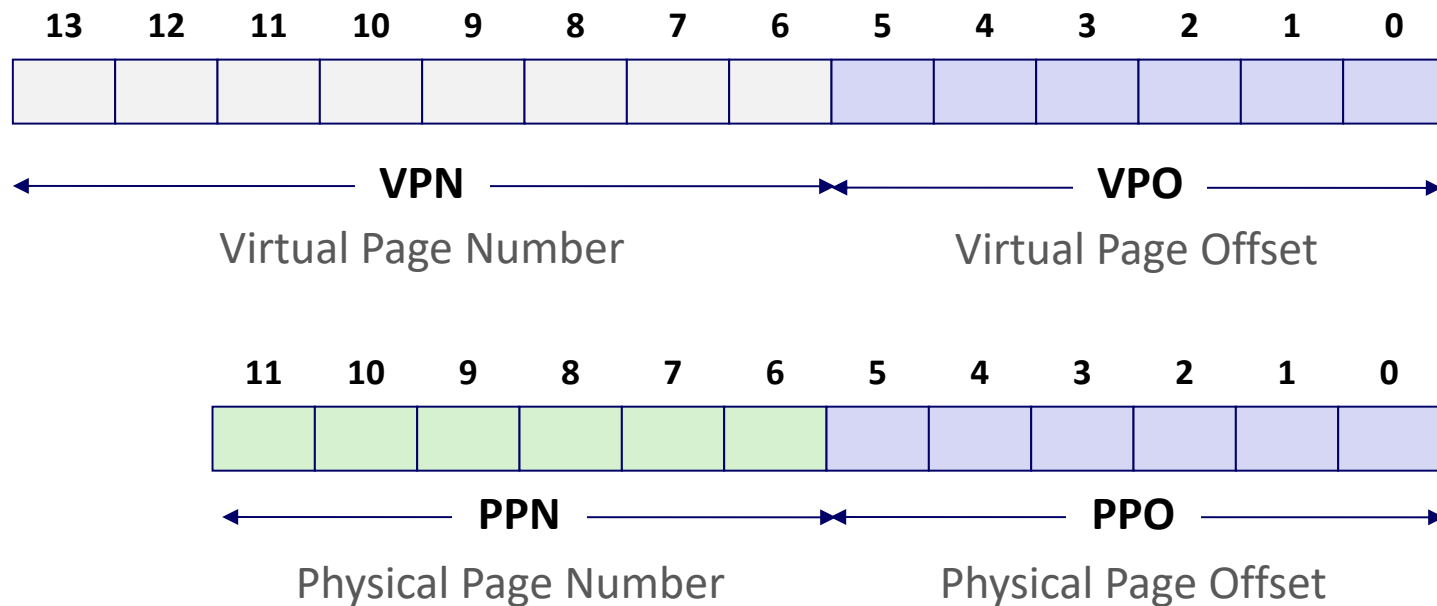 13 12 11 10 9 8 7 6 5 4 3 2 1 0
VPN VPO
Virtual Page Number Virtual Page Offset
11 10 9 8 7 6 5 4 3 2 1 0
PPN PPO
Physical Page Number Physical Page Offset